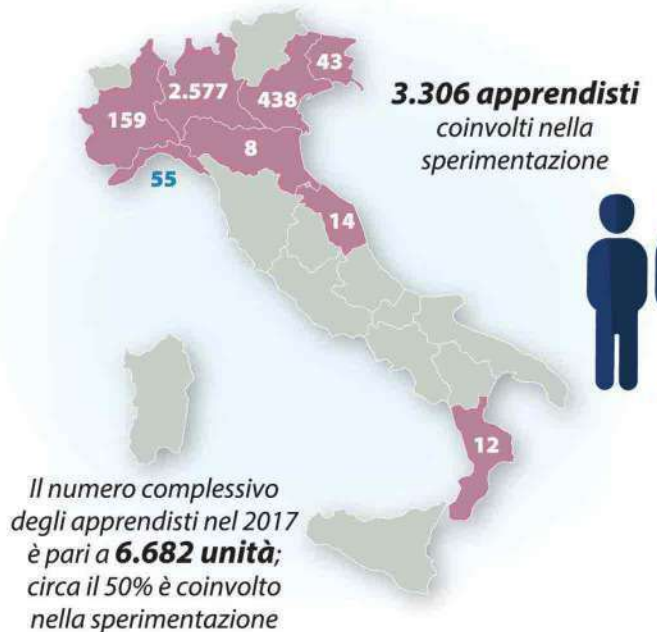 43
2.577
438
159
8
55
14
12
3.306 apprendisti
coinvolti nella
sperimentazione
Il numero complessivo
degli apprendisti nel 2017
è pari a 6.682 unità;
circa il 50% è coinvolto
nella sperimentazione